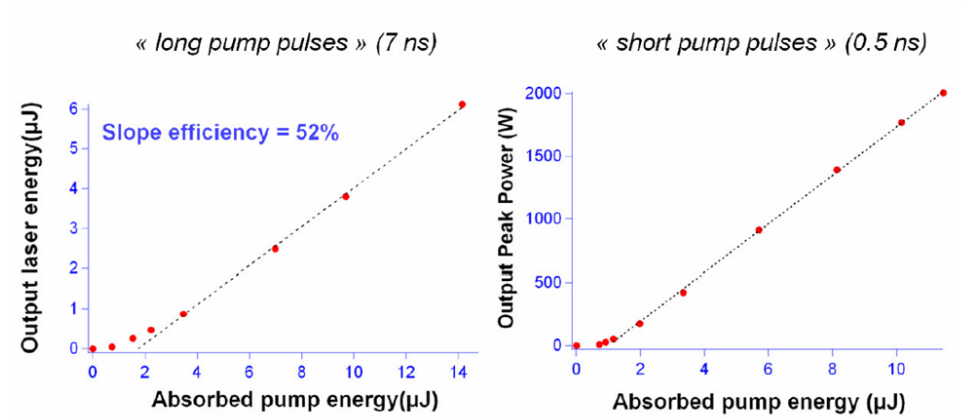 « long pump pulses » (7 ns)
Output laser energy(µJ)
Slope efficiency = 52%
6
5
4
3
2
1
0
0 2 4 6 8 10 12 14
Absorbed pump energy(µJ)
« short pump pulses » (0.5 ns)
Output Peak Power (W)
2000
1500
1000
500
0
0 2 4 6 8 10
Absorbed pump energy (µJ)